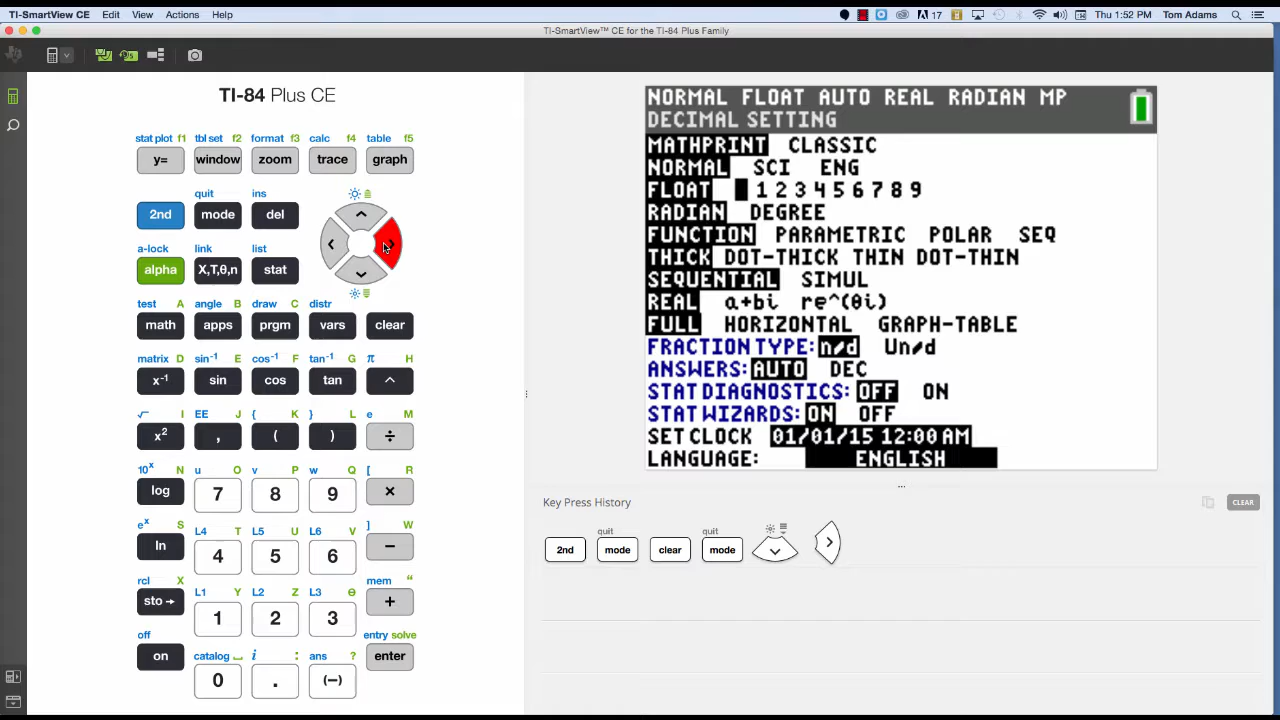 TI-SmartView CE File Edit View Actions Help 17 Thu 1:52 PM Tom Adams
TI-SmartView™ CE for the TI-84 Plus Family
TI-84 Plus CE
stat plot f1 tbl set f2 format f3 calc f4 table f5
y= window zoom trace graph
quit ins
2nd mode del
a-lock link list
alpha X,T,θ,n stat
test A angle B draw C distr
math apps prgm vars clear
matrix D sin-1 E cos-1 F tan-1 G π H
x-1 sin cos tan ^
√ I EE J { K } L e M
x2 , ( ) ÷
10x N u O v P w Q [ R
log 7 8 9 ×
ex S L4 T L5 U L6 V ] W
ln 4 5 6 −
rcl X L1 Y L2 Z L3 θ mem “
sto→ 1 2 3 +
off catalog i : ans ? entry solve
on 0 . (−) enter
NORMAL FLOAT AUTO REAL RADIAN MP
DECIMAL SETTING
MATHPRINT CLASSIC
NORMAL SCI ENG
FLOAT 1 2 3 4 5 6 7 8 9
RADIAN DEGREE
FUNCTION PARAMETRIC POLAR SEQ
THICK DOT-THICK THIN DOT-THIN
SEQUENTIAL SIMUL
REAL a+bi re^(θi)
FULL HORIZONTAL GRAPH-TABLE
FRACTION TYPE: n/d Un/d
ANSWERS: AUTO DEC
STAT DIAGNOSTICS: OFF ON
STAT WIZARDS: ON OFF
SET CLOCK 01/01/15 12:00 AM
LANGUAGE: ENGLISH
Key Press History CLEAR
quit quit
2nd mode clear mode